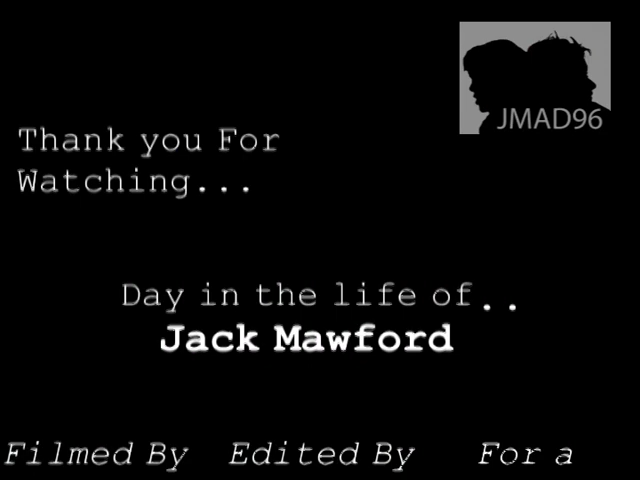 JMAD96
Thank you For
Watching...
Day in the life of..
Jack Mawford
Filmed By Edited By For a